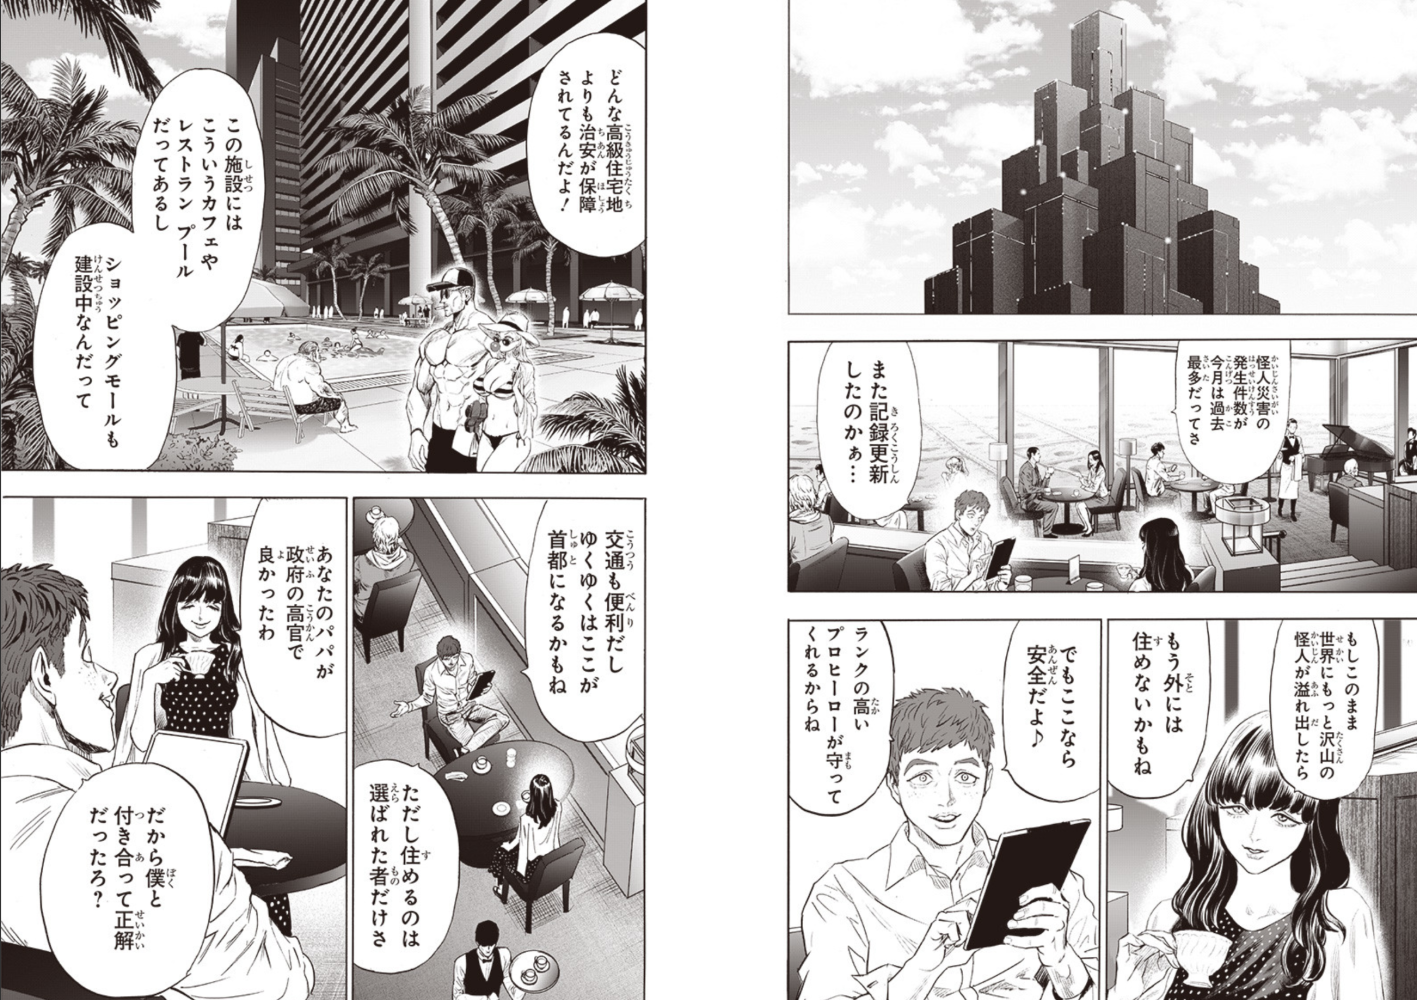 怪人災害の
発生件数が
今月は過去
最多だってさ
また記録更新
したのかぁ…
もしこのまま
世界にもっと沢山の
怪人が溢れ出したら
もう外には
住めないかもね
でもここなら
安全だよ♪
ランクの高い
プロヒーローが守って
くれるからね
どんな高級住宅地
よりも治安が保障
されてるんだよ!
この施設には
こういうカフェや
レストラン プール
だってあるし
ショッピングモールも
建設中なんだって
交通も便利だし
ゆくゆくはここが
首都になるかもね
ただし住めるのは
選ばれた者だけさ
あなたのパパが
政府の高官で
良かったわ
だから僕と
付き合って正解
だったろ?